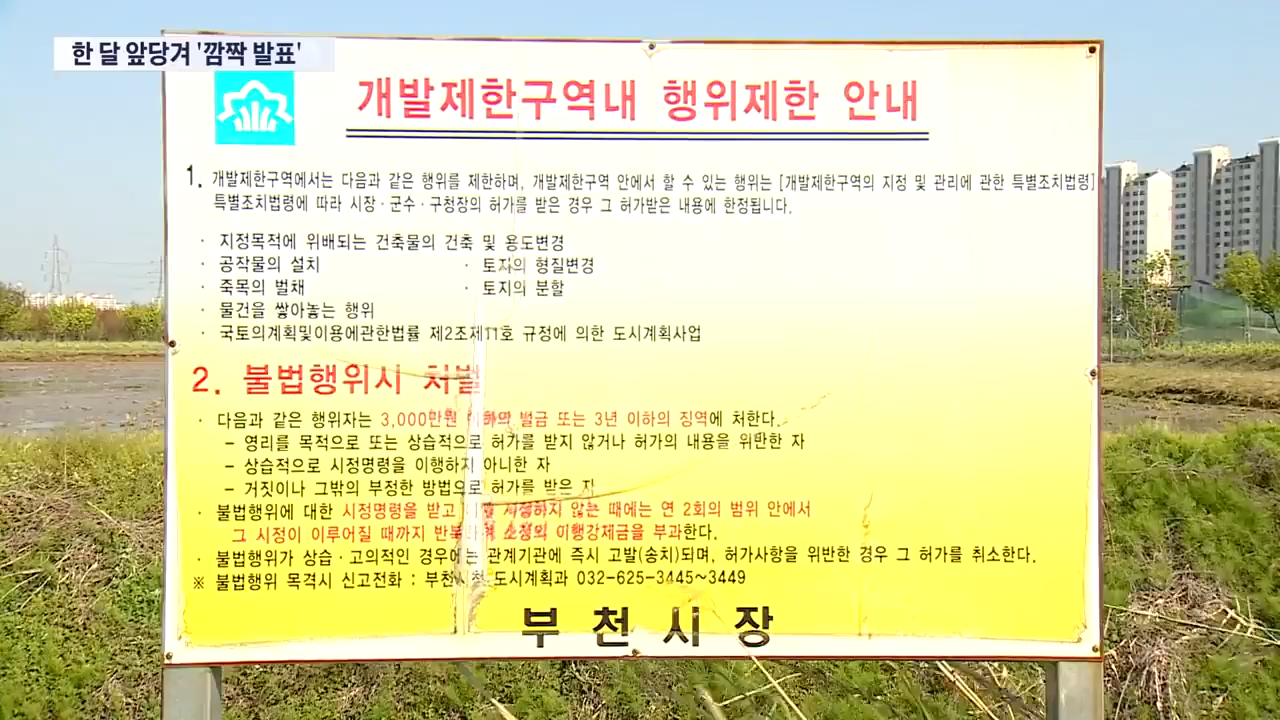 한 달 앞당겨 '깜짝 발표'
개발제한구역내 행위제한 안내
1. 개발제한구역에서는 다음과 같은 행위를 제한하며, 개발제한구역 안에서 할 수 있는 행위는 [개발제한구역의 지정 및 관리에 관한 특별조치법령]
특별조치법령에 따라 시장·군수·구청장의 허가를 받은 경우 그 허가받은 내용에 한정됩니다.
· 지정목적에 위배되는 건축물의 건축 및 용도변경
· 공작물의 설치 · 토지의 형질변경
· 죽목의 벌채 · 토지의 분할
· 물건을 쌓아놓는 행위
· 국토의계획및이용에관한법률 제2조제11호 규정에 의한 도시계획사업
2. 불법행위시 처벌
· 다음과 같은 행위자는 3,000만원 이하의 벌금 또는 3년 이하의 징역에 처한다.
- 영리를 목적으로 또는 상습적으로 허가를 받지 않거나 허가의 내용을 위반한 자
- 상습적으로 시정명령을 이행하지 아니한 자
- 거짓이나 그밖의 부정한 방법으로 허가를 받은 자
· 불법행위에 대한 시정명령을 받고 시정하지 않는 때에는 연 2회의 범위 안에서
그 시정이 이루어질 때까지 반복하여 소정의 이행강제금을 부과한다.
· 불법행위가 상습·고의적인 경우에는 관계기관에 즉시 고발(송치)되며, 허가사항을 위반한 경우 그 허가를 취소한다.
※ 불법행위 목격시 신고전화 : 부천시청 도시계획과 032-625-3445~3449
부천시장